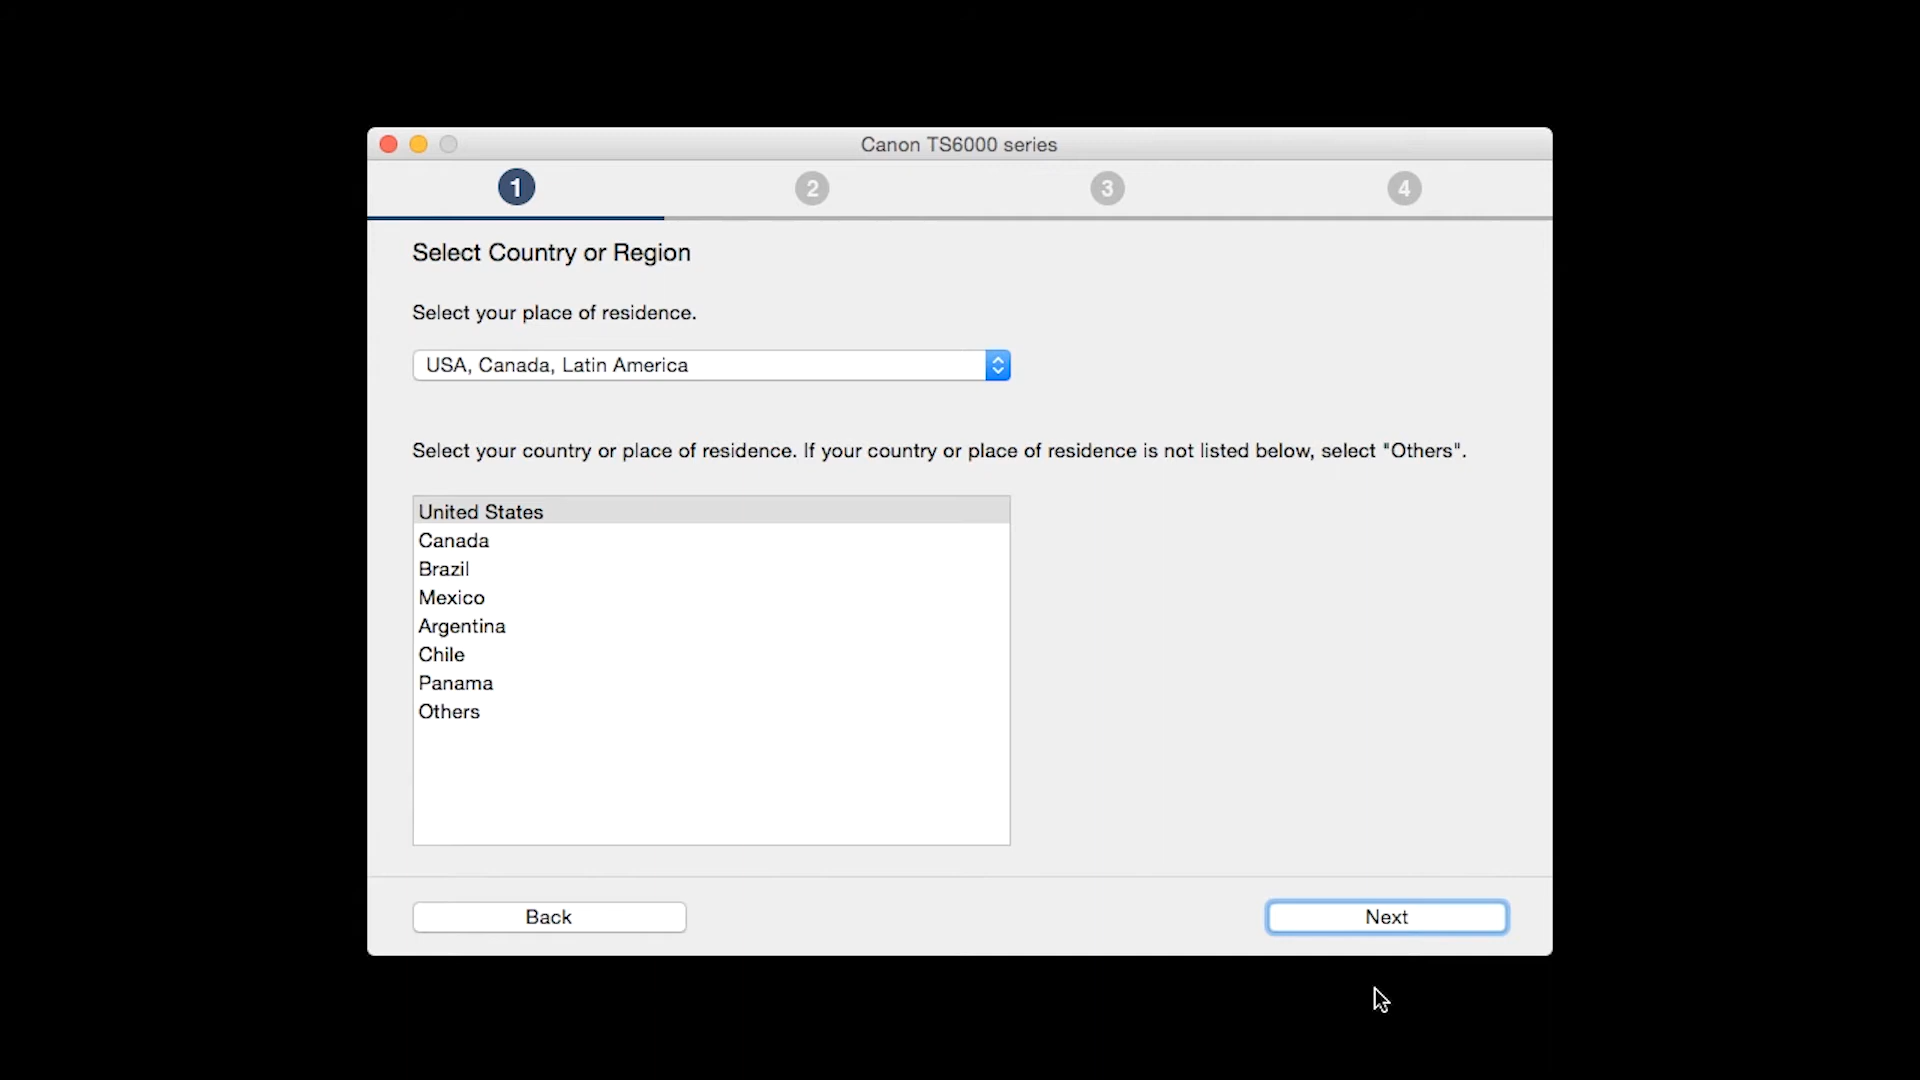 Canon TS6000 series
1 2 3 4
Select Country or Region
Select your place of residence.
USA, Canada, Latin America
Select your country or place of residence. If your country or place of residence is not listed below, select "Others".
United States
Canada
Brazil
Mexico
Argentina
Chile
Panama
Others
Back Next